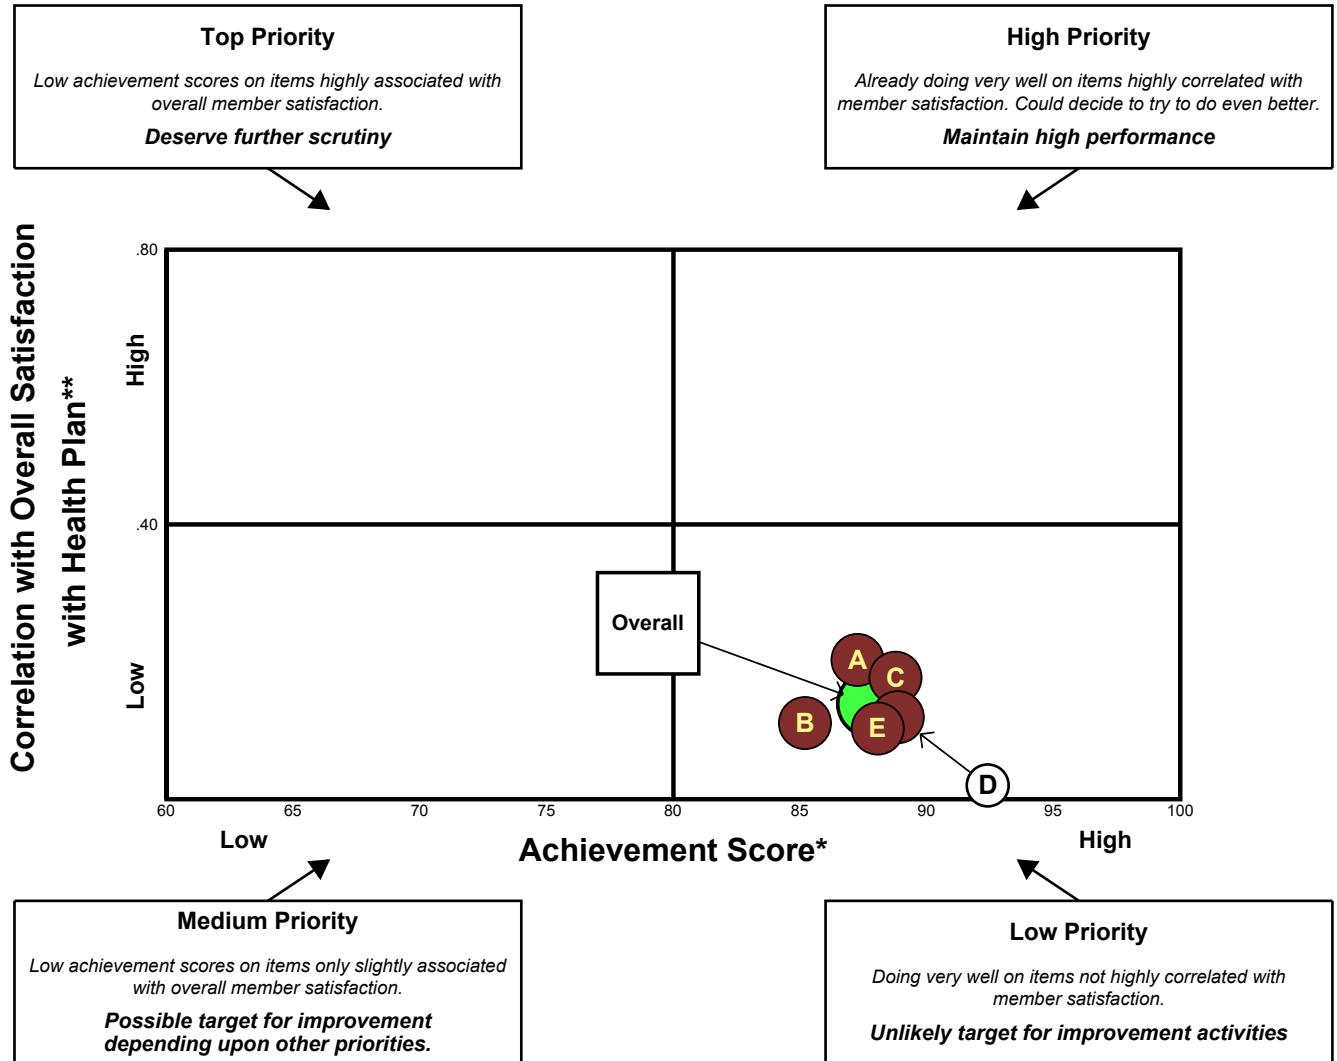 Top Priority
Low achievement scores on items highly associated with
overall member satisfaction.
Deserve further scrutiny
High Priority
Already doing very well on items highly correlated with
member satisfaction. Could decide to try to do even better.
Maintain high performance
Correlation with Overall Satisfaction
with Health Plan**
.80
High
.40
Low
Overall
A
C
B
E
D
60
65
70
75
80
85
90
95
100
Low
Achievement Score*
High
Medium Priority
Low achievement scores on items only slightly associated
with overall member satisfaction.
Possible target for improvement
depending upon other priorities.
Low Priority
Doing very well on items not highly correlated with
member satisfaction.
Unlikely target for improvement activities